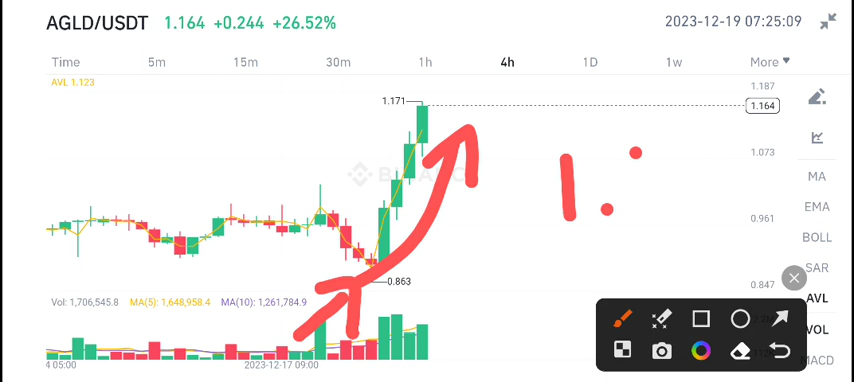 AGLD/USDT 1.164 +0.244 +26.52% 2023-12-19 07:25:09
Time 5m 15m 30m 1h 4h 1D 1w More
AVL 1.123
1.187
1.171
1.164
1.073
MA
EMA
0.961
BOLL
SAR
0.863
0.847
AVL
Vol: 1,706,545.8 MA(5): 1,648,958.4 MA(10): 1,261,784.9
VOL
MACD
4 05:00 2023-12-17 09:00